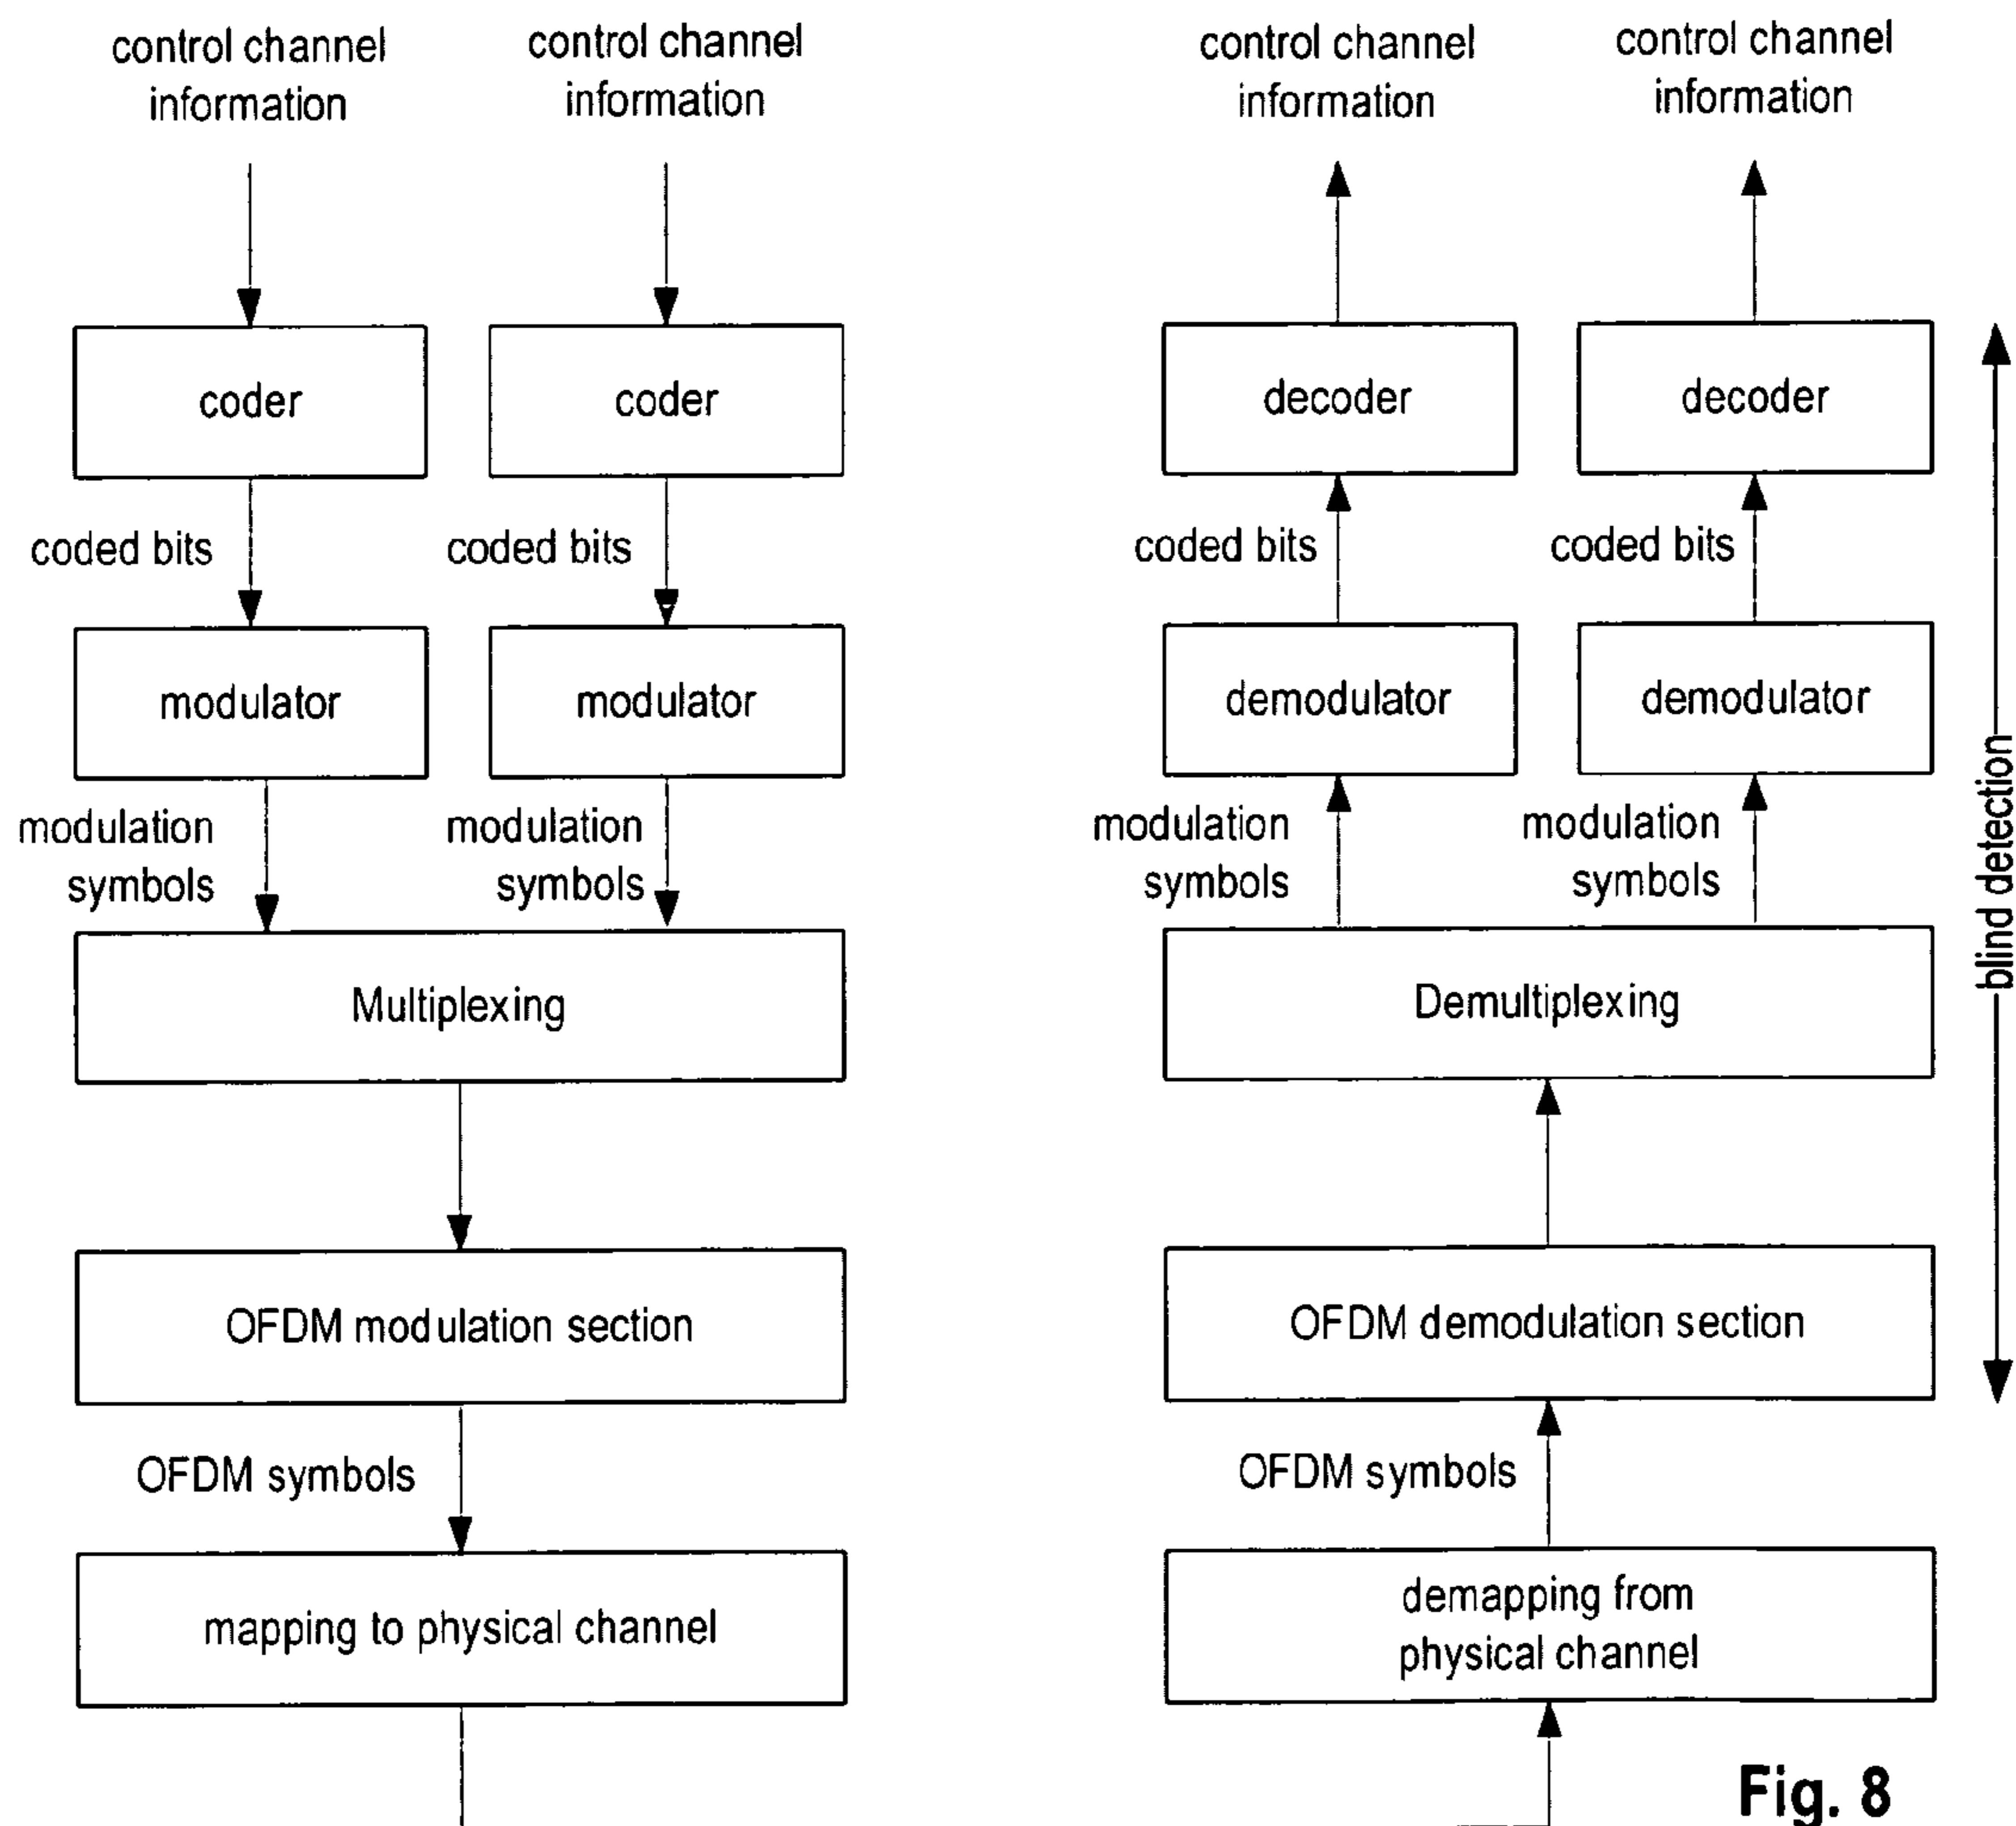 control channel
information
control channel
information
coder
coder
coded bits
coded bits
modulator
modulator
modulation
symbols
modulation
symbols
Multiplexing
OFDM modulation section
OFDM symbols
mapping to physical channel
control channel
information
control channel
information
decoder
decoder
coded bits
coded bits
demodulator
demodulator
modulation
symbols
modulation
symbols
Demultiplexing
OFDM demodulation section
OFDM symbols
demapping from
physical channel
blind detection
Fig. 8